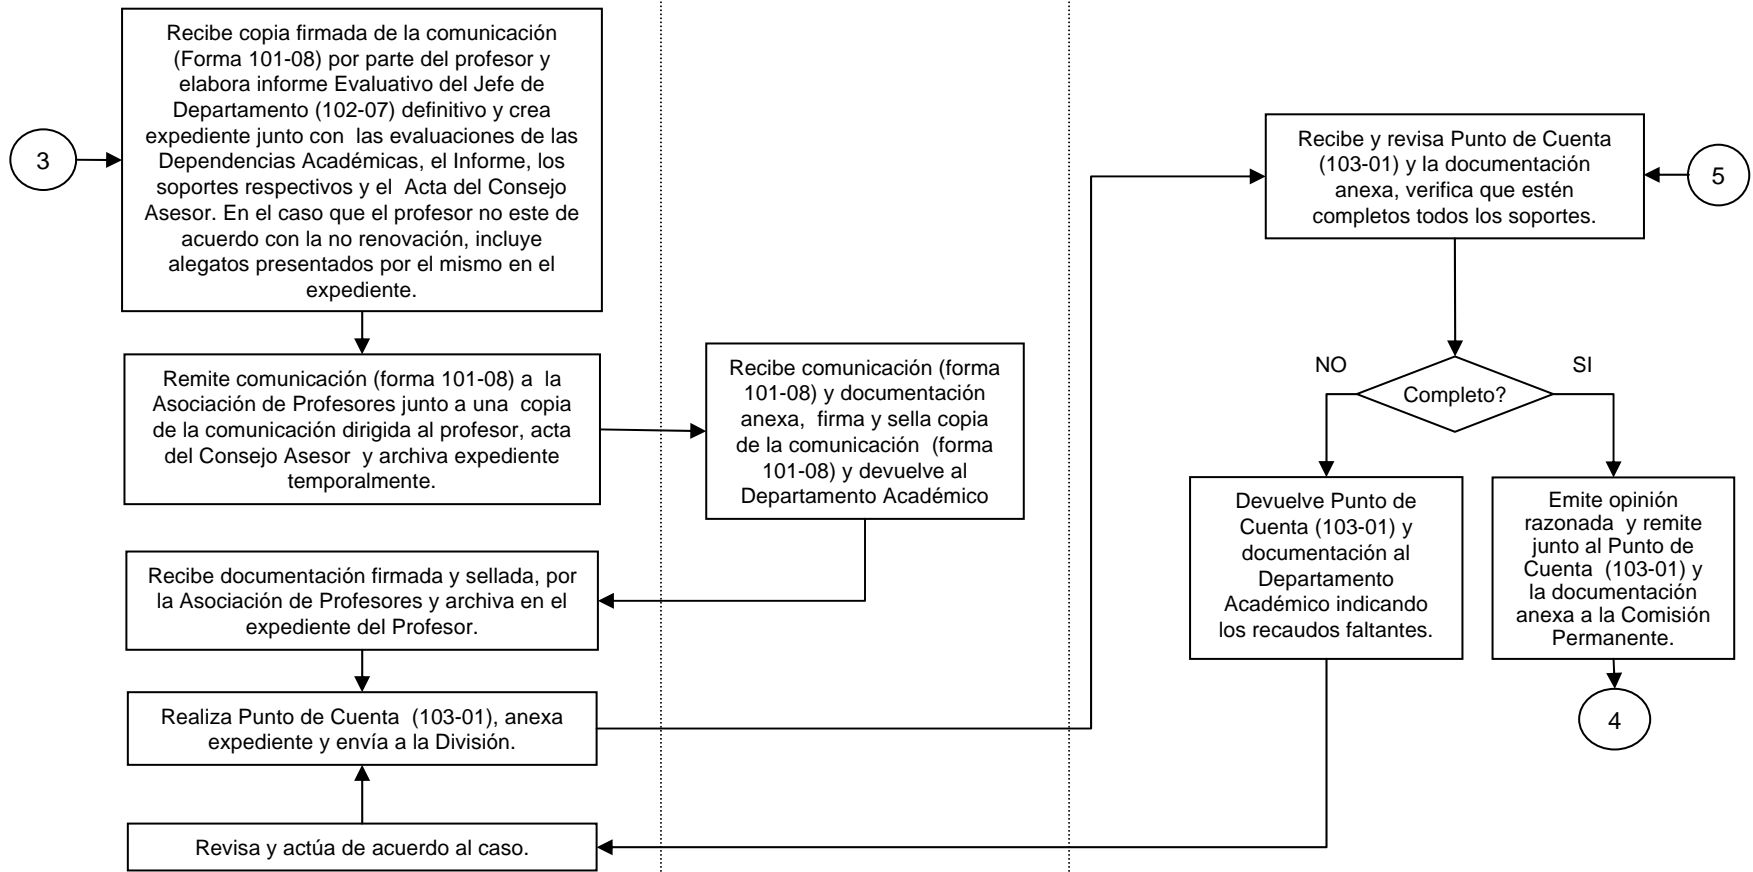 3
Recibe copia firmada de la comunicación
(Forma 101-08) por parte del profesor y
elabora informe Evaluativo del Jefe de
Departamento (102-07) definitivo y crea
expediente junto con las evaluaciones de las
Dependencias Académicas, el Informe, los
soportes respectivos y el Acta del Consejo
Asesor. En el caso que el profesor no este de
acuerdo con la no renovación, incluye
alegatos presentados por el mismo en el
expediente.
Remite comunicación (forma 101-08) a la
Asociación de Profesores junto a una copia
de la comunicación dirigida al profesor, acta
del Consejo Asesor y archiva expediente
temporalmente.
Recibe comunicación (forma
101-08) y documentación
anexa, firma y sella copia
de la comunicación (forma
101-08) y devuelve al
Departamento Académico
Recibe documentación firmada y sellada, por
la Asociación de Profesores y archiva en el
expediente del Profesor.
Realiza Punto de Cuenta (103-01), anexa
expediente y envía a la División.
Revisa y actúa de acuerdo al caso.
Recibe y revisa Punto de Cuenta
(103-01) y la documentación
anexa, verifica que estén
completos todos los soportes.
5
NO
SI
Completo?
Devuelve Punto de
Cuenta (103-01) y
documentación al
Departamento
Académico indicando
los recaudos faltantes.
Emite opinión
razonada y remite
junto al Punto de
Cuenta (103-01) y
la documentación
anexa a la Comisión
Permanente.
4